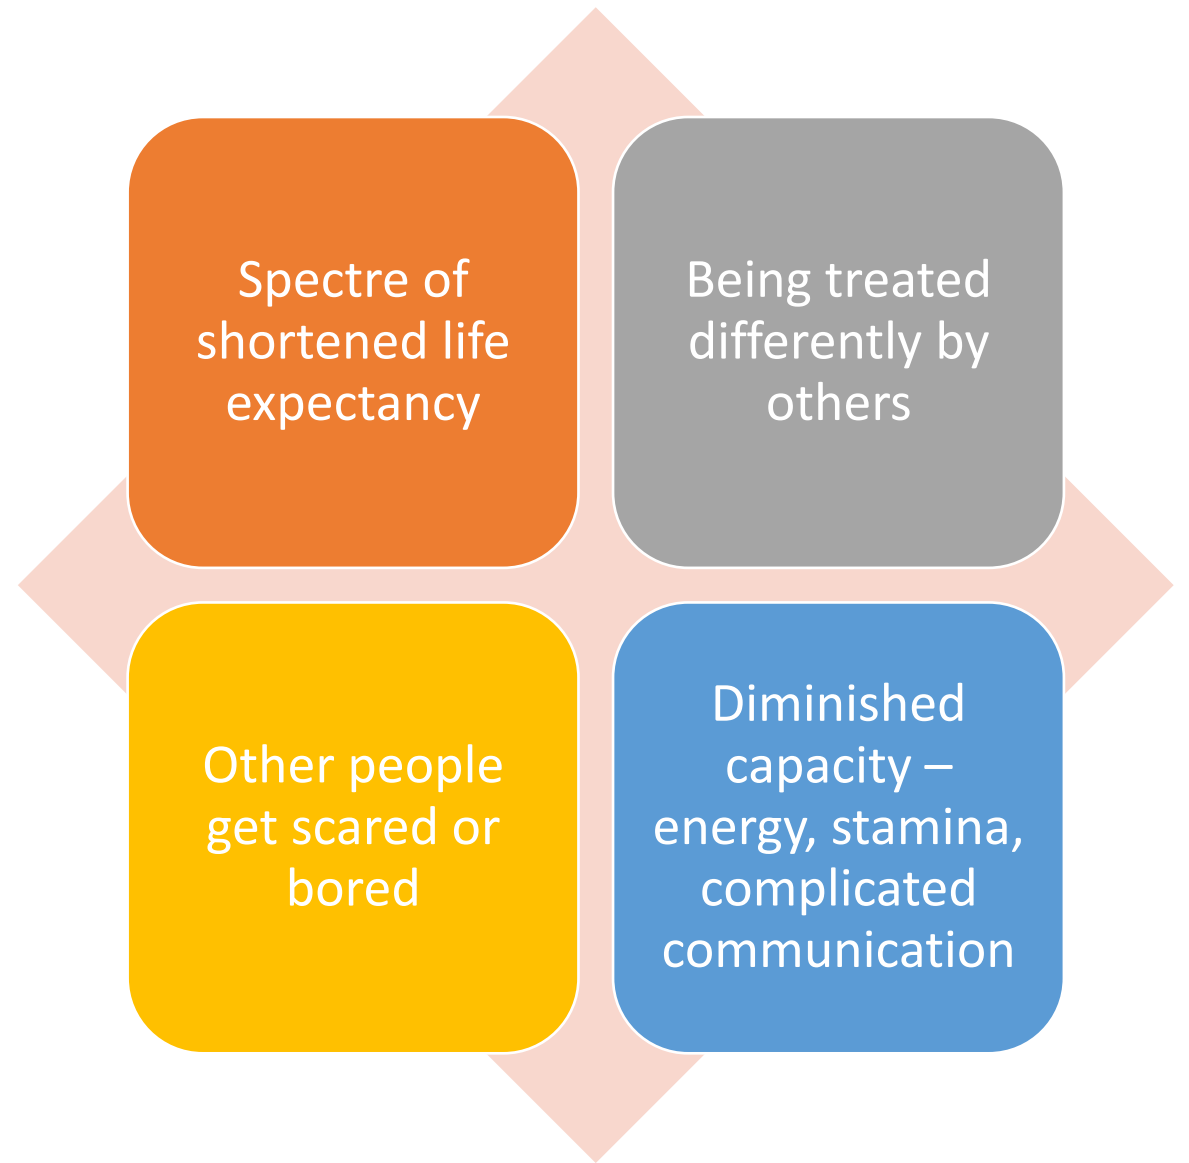 Spectre of
shortened life
expectancy
Being treated
differently by
others
Other people
get scared or
bored
Diminished
capacity –
energy, stamina,
complicated
communication